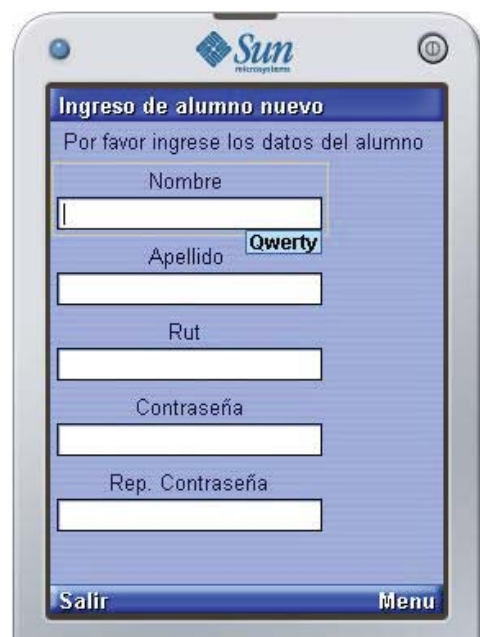 Sun
microsystems
Ingreso de alumno nuevo
Por favor ingrese los datos del alumno
Nombre
Qwerty
Apellido
Rut
Contraseña
Rep. Contraseña
Salir Menu